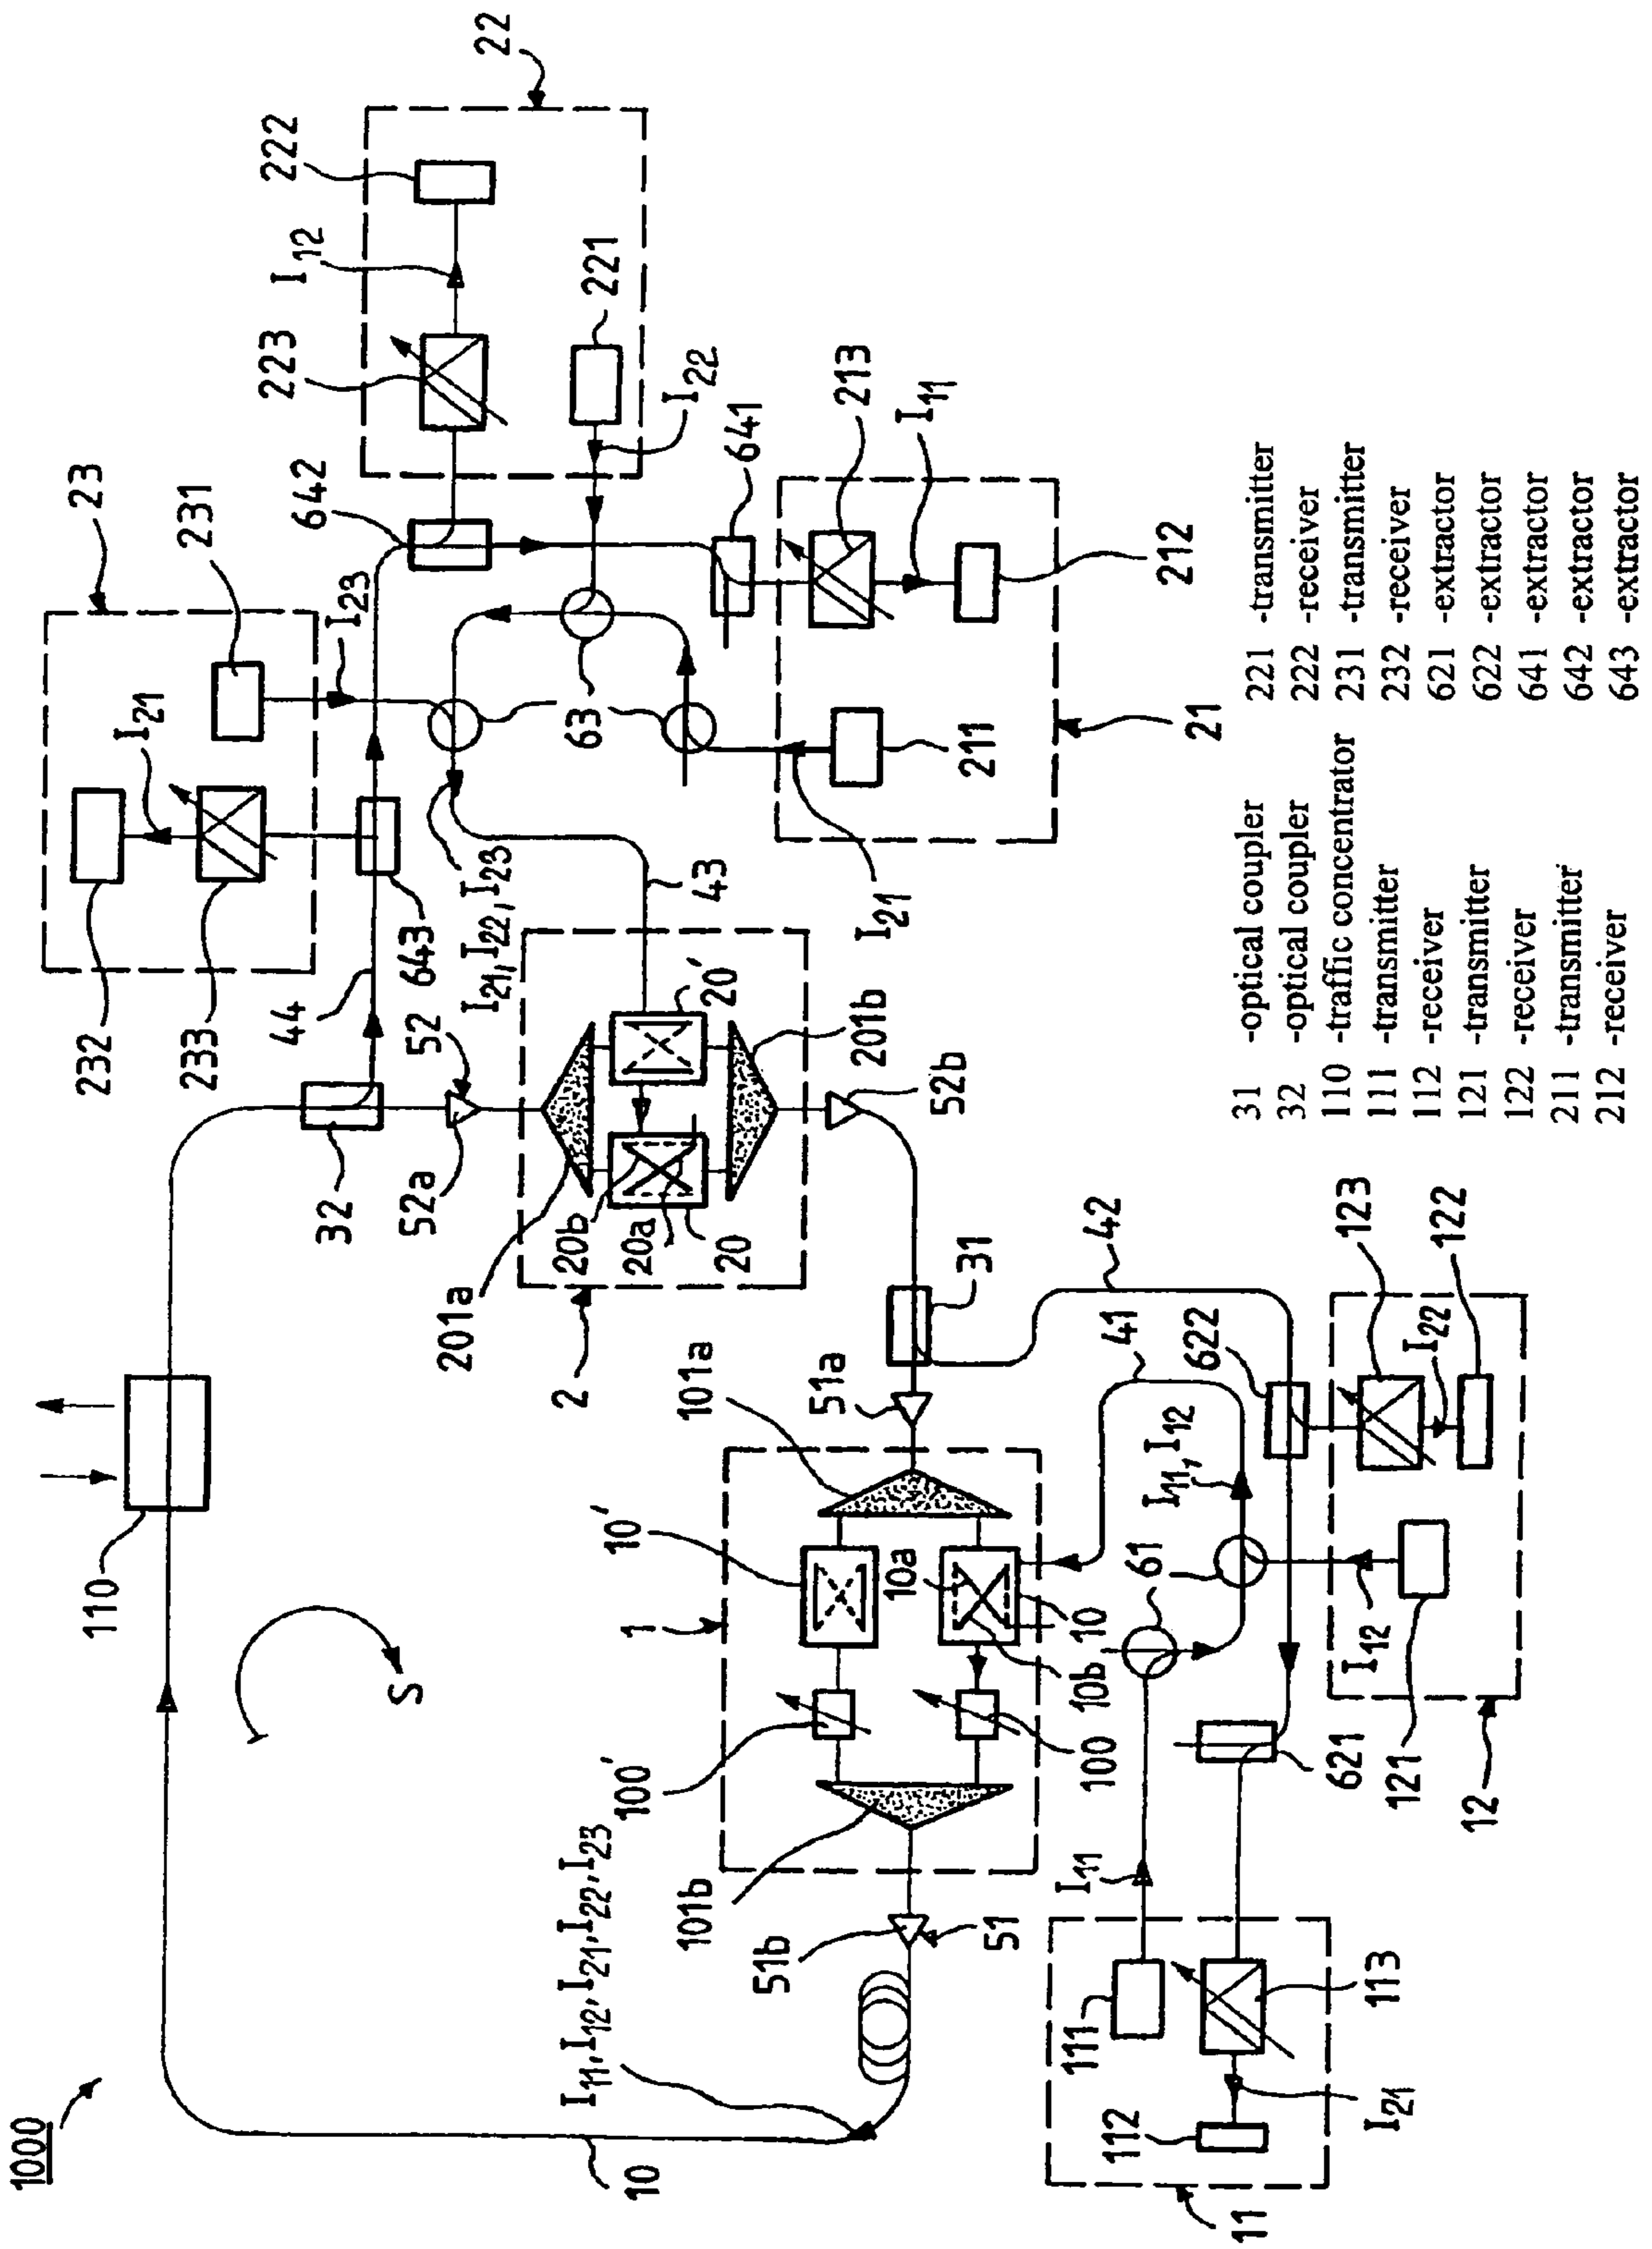 1000
10
I11, I12, I21, I22, I23
110
S
32
44
643
52
52a
232
233
I21
23
231
I23
642
223
I12
222
22
221
I22
641
213
I11
212
21
211
I21
63
I21, I22, I23
43
20'
201b
52b
201a
20b
20a
20
2
31
42
41
51a
101a
10'
10a
10
10b
1
100'
100
101b
51b
51
61
I11, I12
622
123
I22
122
I12
121
12
621
I11
111
113
112
I21
11
31 -optical coupler
32 -optical coupler
110 -traffic concentrator
111 -transmitter
112 -receiver
121 -transmitter
122 -receiver
211 -transmitter
212 -receiver
221 -transmitter
222 -receiver
231 -transmitter
232 -receiver
621 -extractor
622 -extractor
641 -extractor
642 -extractor
643 -extractor